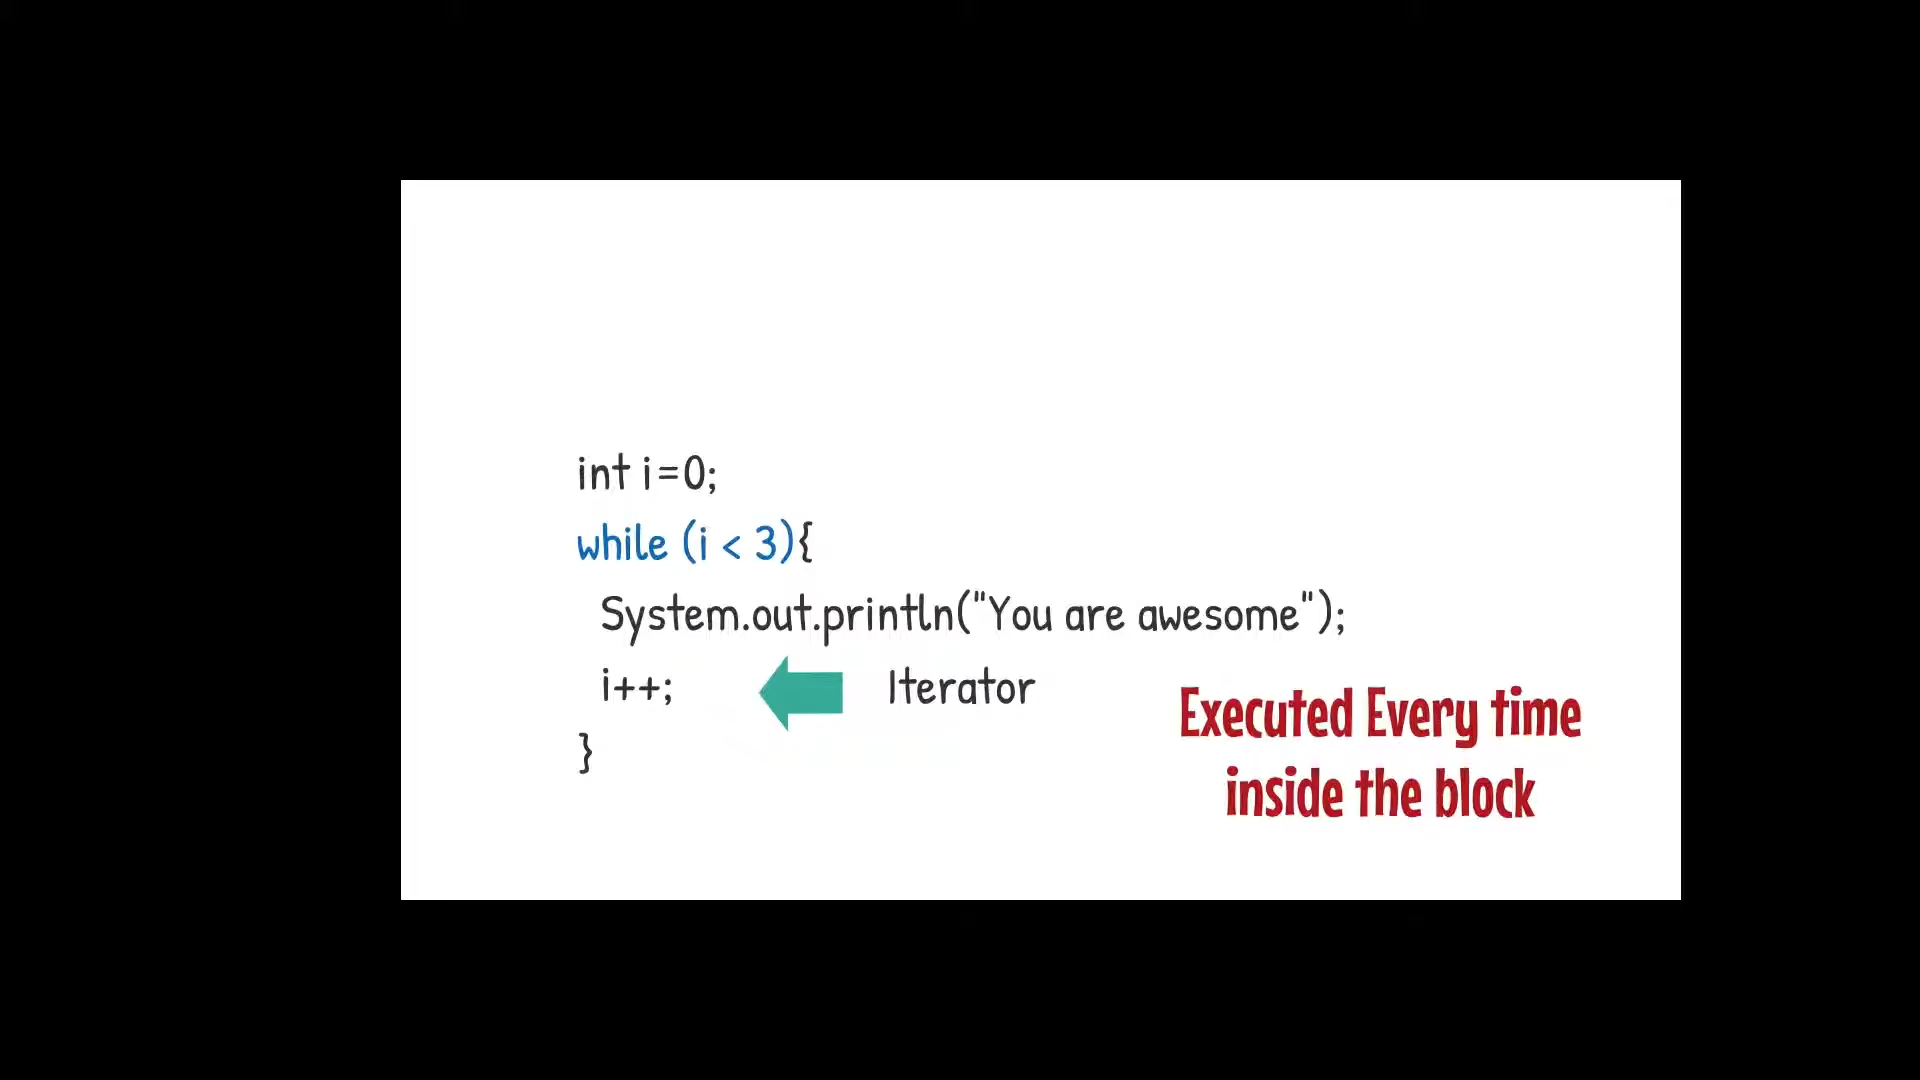 int i=0;
while (i < 3){
System.out.println("You are awesome");
i++;
Iterator
}
Executed Every time
inside the block